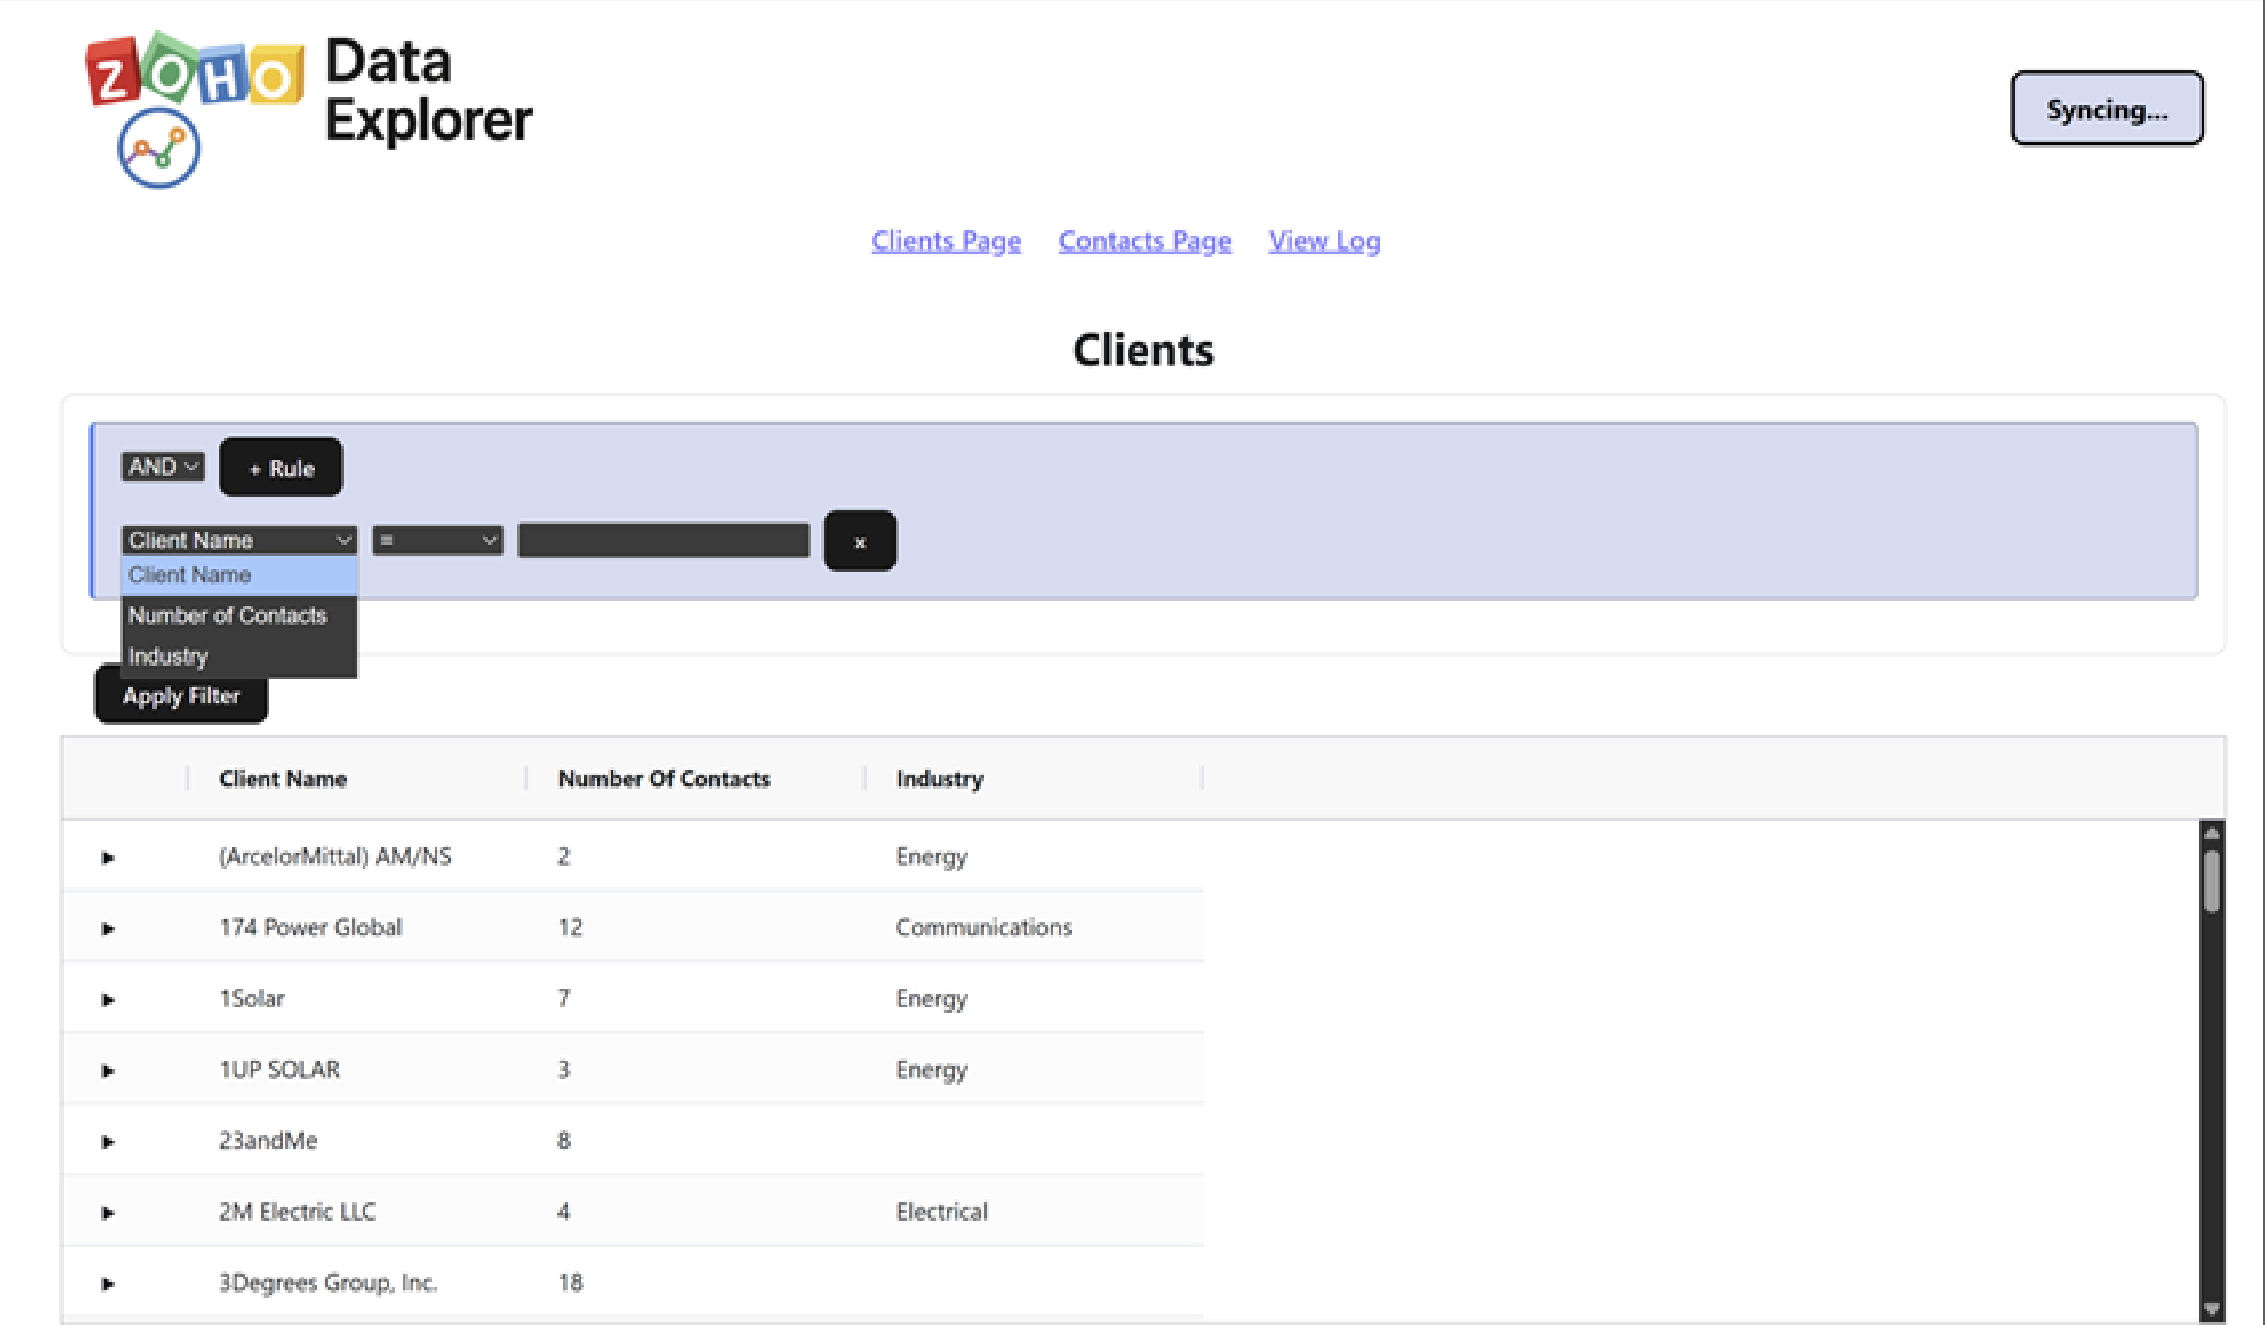 ZOHO Data
Explorer
Syncing...
Clients Page Contacts Page View Log
Clients
AND + Rule
Client Name = x
Client Name
Number of Contacts
Industry
Apply Filter
Client Name Number Of Contacts Industry
(ArcelorMittal) AM/NS 2 Energy
174 Power Global 12 Communications
1Solar 7 Energy
1UP SOLAR 3 Energy
23andMe 8
2M Electric LLC 4 Electrical
3Degrees Group, Inc. 18